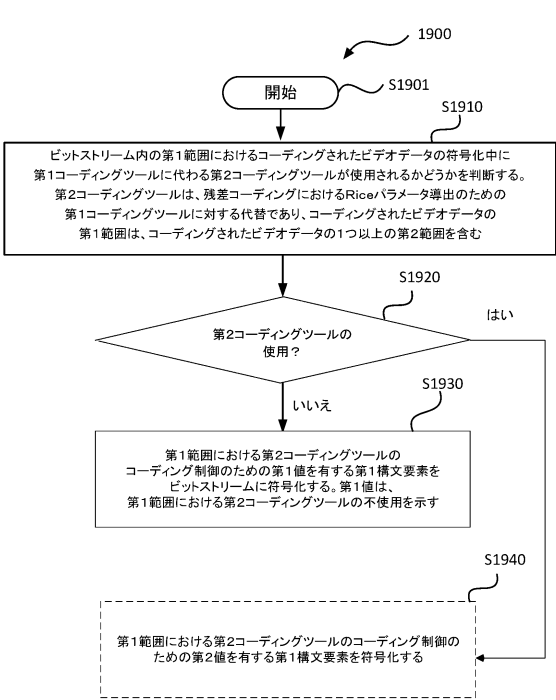 1900
開始
S1901
S1910
ビットストリーム内の第1範囲におけるコーディングされたビデオデータの符号化中に
第1コーディングツールに代わる第2コーディングツールが使用されるかどうかを判断する。
第2コーディングツールは、残差コーディングにおけるRiceパラメータ導出のための
第1コーディングツールに対する代替であり、コーディングされたビデオデータの
第1範囲は、コーディングされたビデオデータの1つ以上の第2範囲を含む
S1920
第2コーディングツールの
使用？
はい
いいえ
S1930
第1範囲における第2コーディングツールの
コーディング制御のための第1値を有する第1構文要素を
ビットストリームに符号化する。第1値は、
第1範囲における第2コーディングツールの不使用を示す
S1940
第1範囲における第2コーディングツールのコーディング制御の
ための第2値を有する第1構文要素を符号化する